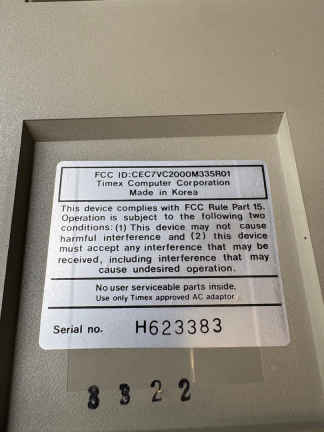 FCC ID:CEC7VC2000M335R01
Timex Computer Corporation
Made in Korea
This device complies with FCC Rule Part 15.
Operation is subject to the following two
conditions: (1) This device may not cause
harmful interference and (2) this device
must accept any interference that may be
received, including interference that may
cause undesired operation.
No user serviceable parts inside.
Use only Timex approved AC adaptor
Serial no. H623383
8322